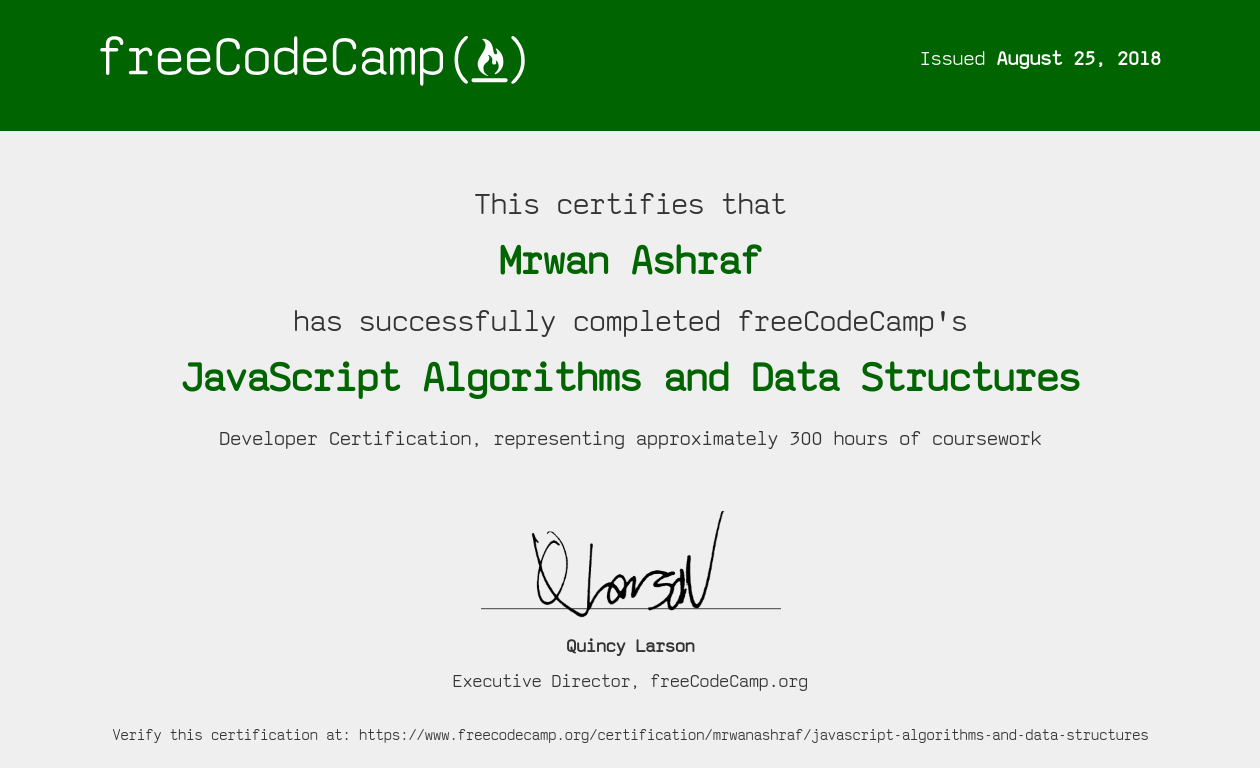 freeCodeCamp(🔥)
Issued August 25, 2018
This certifies that
Mrwan Ashraf
has successfully completed freeCodeCamp's
JavaScript Algorithms and Data Structures
Developer Certification, representing approximately 300 hours of coursework
Q Larson
Quincy Larson
Executive Director, freeCodeCamp.org
Verify this certification at: https://www.freecodecamp.org/certification/mrwanashraf/javascript-algorithms-and-data-structures